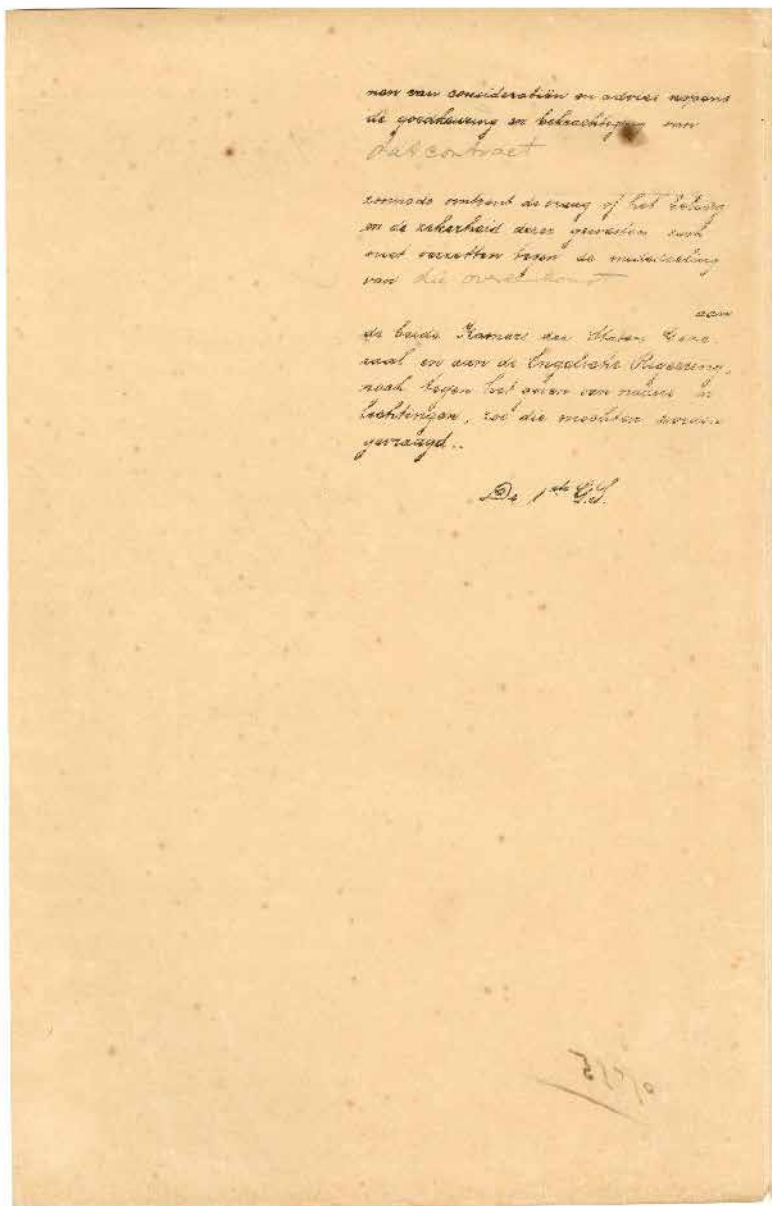 nen van consideratiën en advies nopens
de goedkeuring en bekrachtiging van
dat contract
zoomede omtrent de vraag of het belang
en de zekerheid dezer gewesten zich
niet verzetten tegen de mededeeling
van die overeenkomst
aan
de beide Kamers der Staten Gene
raal en aan de Engelsche Regeering,
noch tegen het geven van nadere in
lichtingen, zoo die mochten worden
gevraagd..
De 1ste G.S.